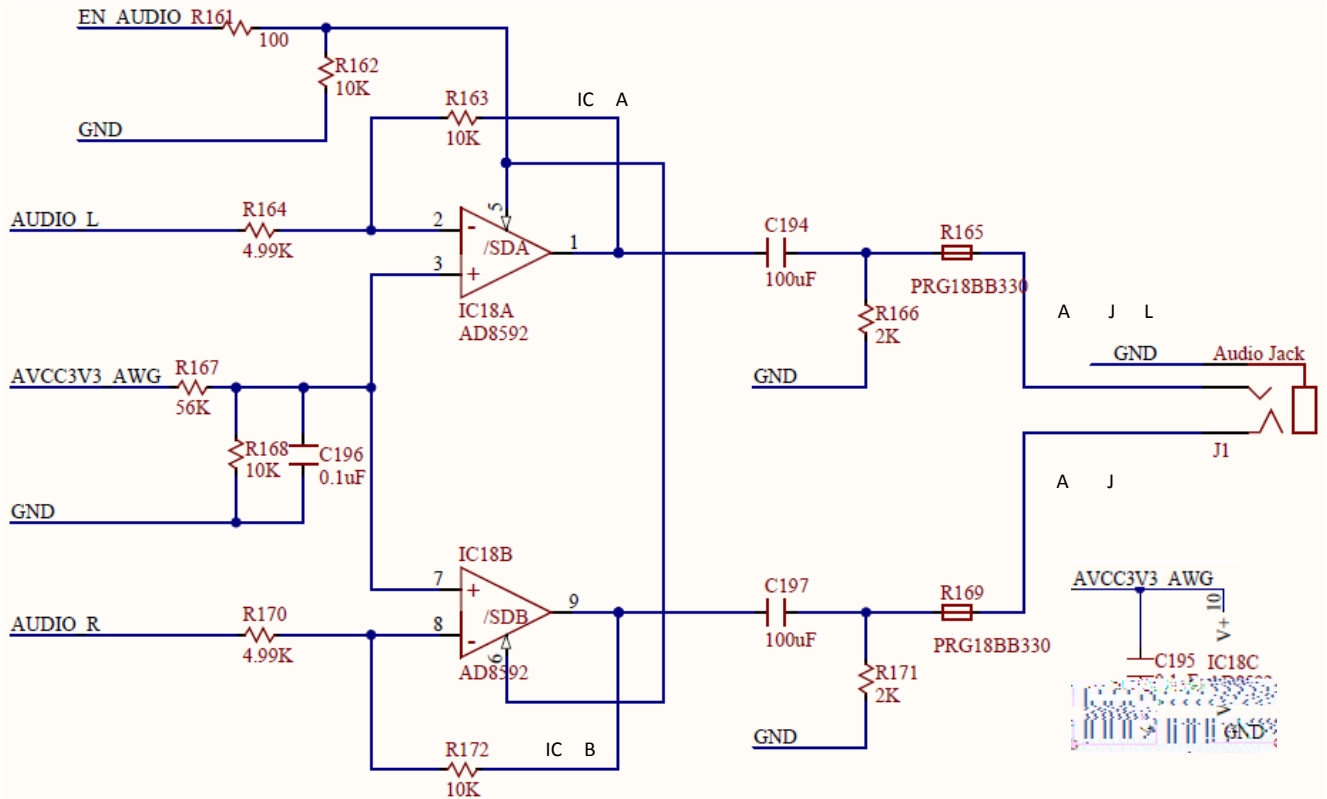 EN_AUDIO R161
100
R162
10K
GND
R163
10K
IC A
AUDIO_L
R164
4.99K
2
-
5
/SDA
1
3
+
IC18A
AD8592
C194
100uF
R165
PRG18BB330
R166
2K
GND
A J L
GND
Audio Jack
J1
AVCC3V3_AWG
R167
56K
R168
10K
C196
0.1uF
GND
A J
IC18B
7
+
/SDB
9
8
-
6
AD8592
AUDIO_R
R170
4.99K
C197
100uF
R169
PRG18BB330
R171
2K
GND
R172
10K
IC B
AVCC3V3_AWG
10
V+
C195
IC18C
GND